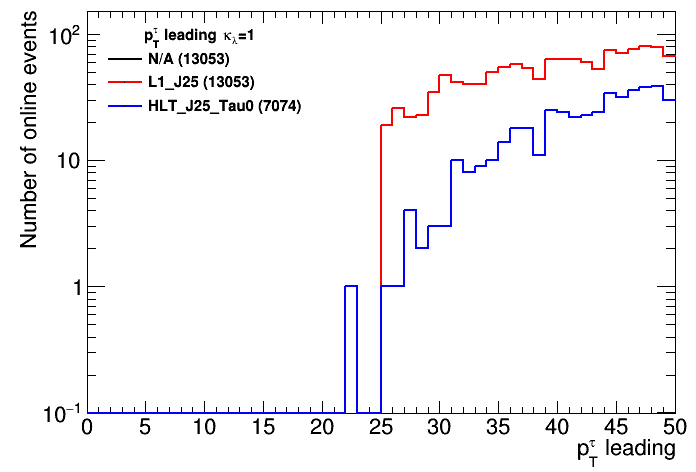 Number of online events
10²
10
1
10⁻¹
p_T^τ leading κ_λ=1
N/A (13053)
L1_J25 (13053)
HLT_J25_Tau0 (7074)
0 5 10 15 20 25 30 35 40 45 50
p_T^τ leading